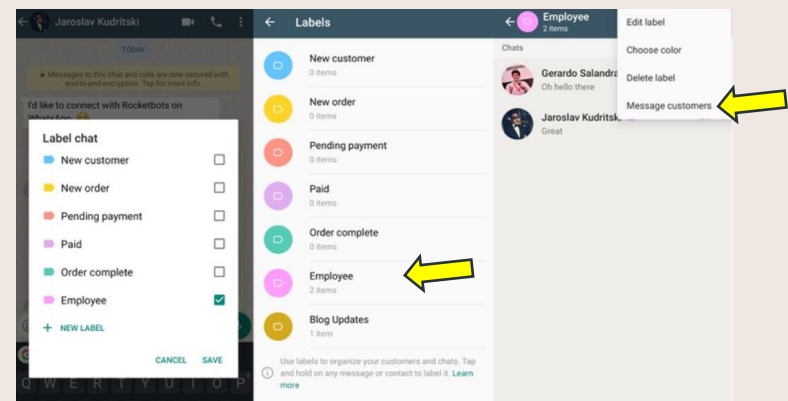 Jaroslav Kudritski
TODAY
Messages to this chat and calls are now secured with
end-to-end encryption. Tap for more info.
I'd like to connect with Rocketbots on
WhatsApp
Label chat
New customer
New order
Pending payment
Paid
Order complete
Employee
+ NEW LABEL
CANCEL SAVE
Q W E R T Y U I O P
Labels
New customer
0 items
New order
0 items
Pending payment
0 items
Paid
0 items
Order complete
0 items
Employee
2 items
Blog Updates
1 item
Use labels to organize your customers and chats. Tap
and hold on any message or contact to label it. Learn
more
Employee
2 items
Chats
Gerardo Salandra
Oh hello there
Jaroslav Kudritsk
Great
Edit label
Choose color
Delete label
Message customers